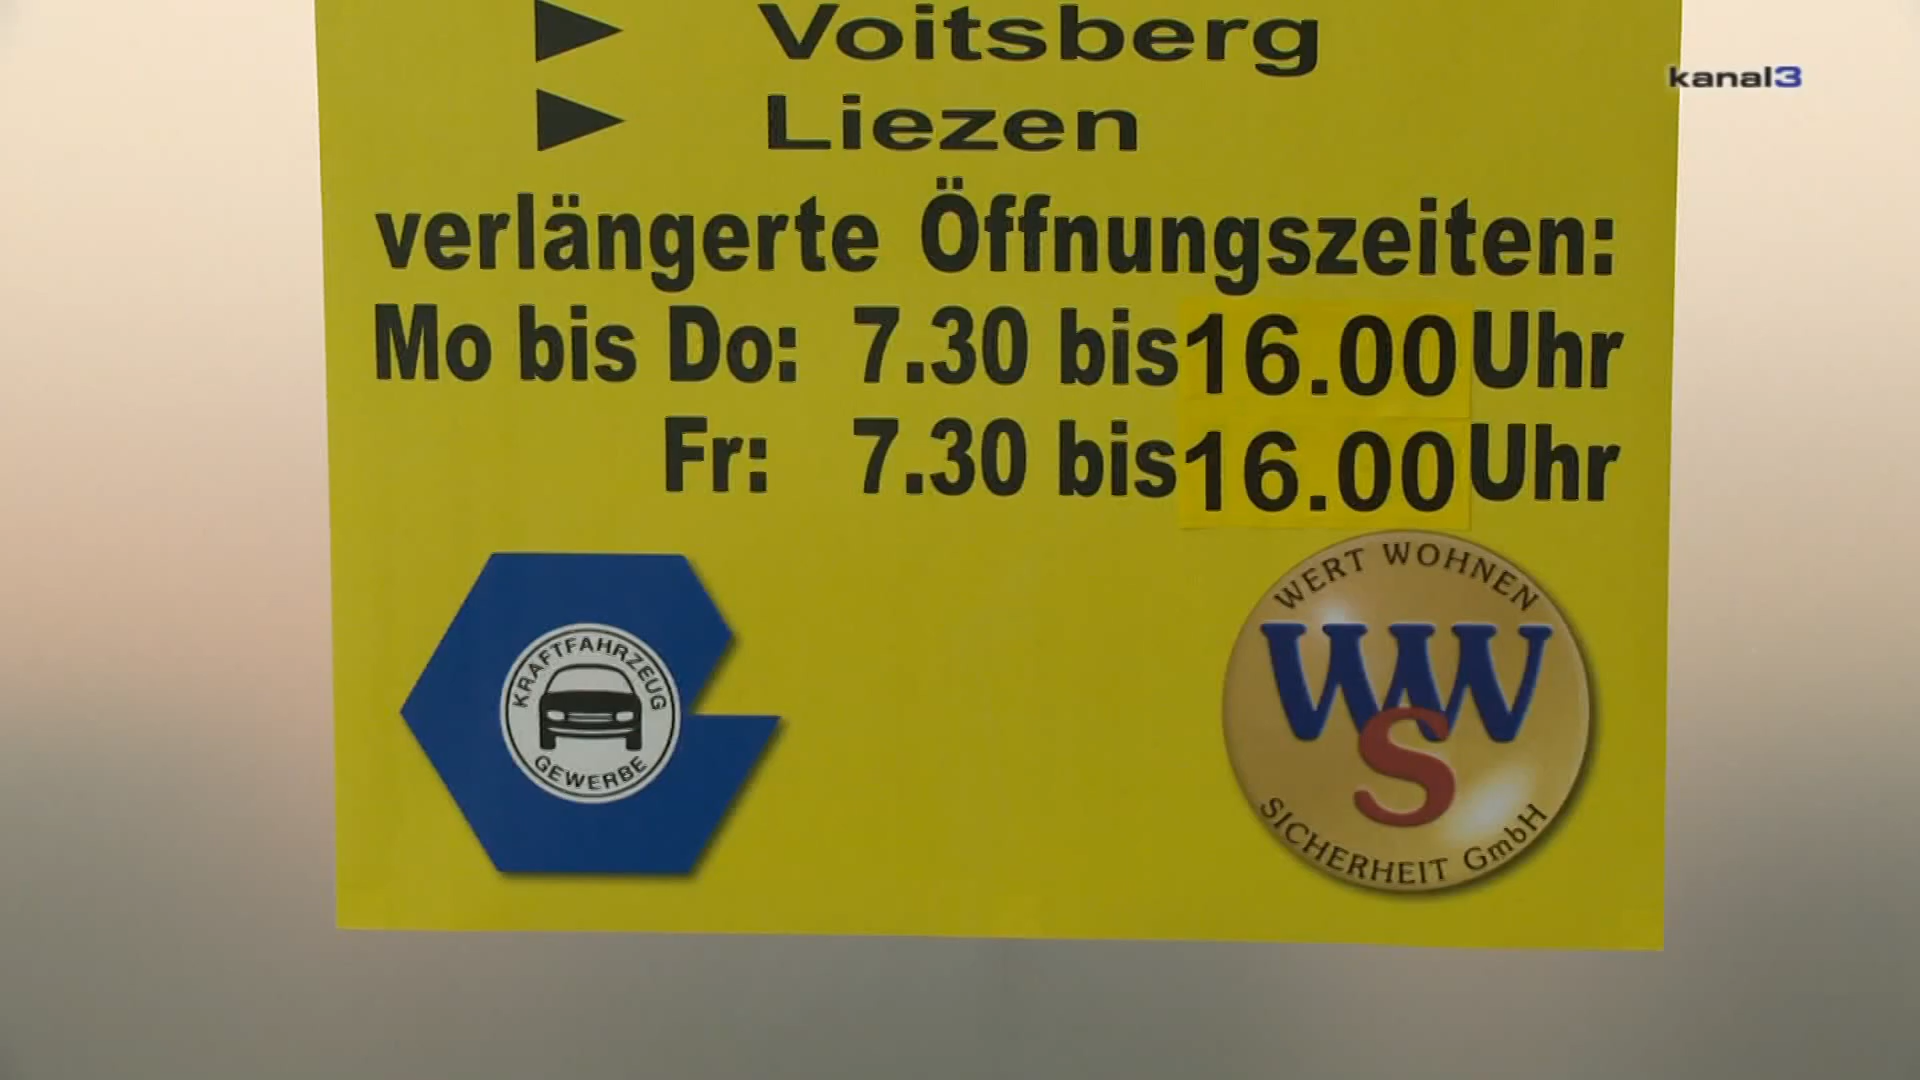 Voitsberg
kanal3
Liezen
verlängerte Öffnungszeiten:
Mo bis Do: 7.30 bis 16.00 Uhr
Fr: 7.30 bis 16.00 Uhr
KRAFTFAHRZEUG
GEWERBE
WERT WOHNEN
WWS
SICHERHEIT GmbH